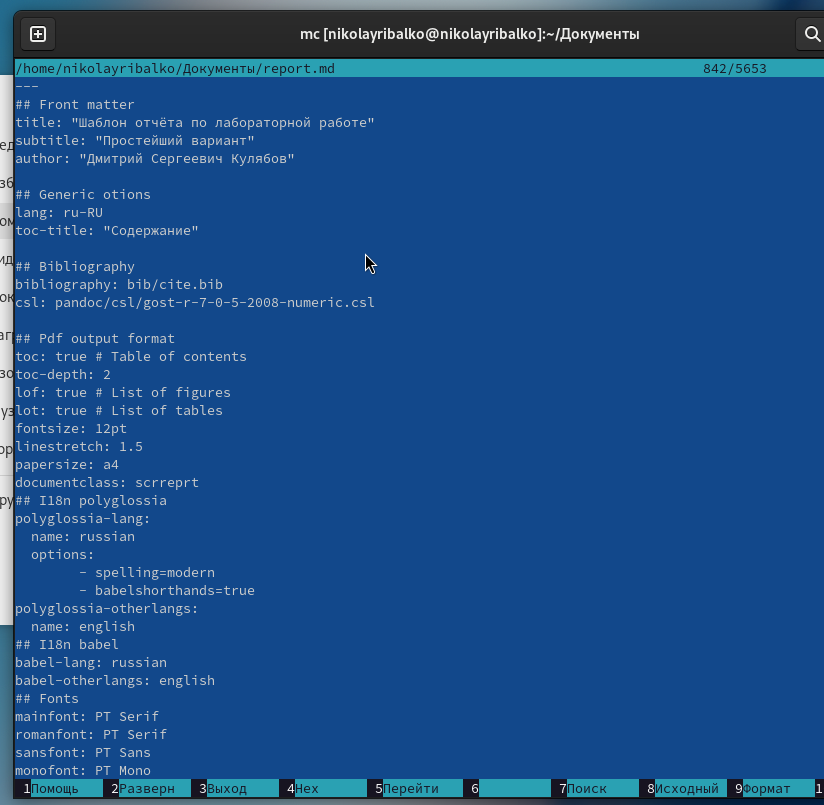 mc [nikolayribalko@nikolayribalko]:~/Документы
/home/nikolayribalko/Документы/report.md 842/5653
---
## Front matter
title: "Шаблон отчёта по лабораторной работе"
subtitle: "Простейший вариант"
author: "Дмитрий Сергеевич Кулябов"

## Generic otions
lang: ru-RU
toc-title: "Содержание"

## Bibliography
bibliography: bib/cite.bib
csl: pandoc/csl/gost-r-7-0-5-2008-numeric.csl

## Pdf output format
toc: true # Table of contents
toc-depth: 2
lof: true # List of figures
lot: true # List of tables
fontsize: 12pt
linestretch: 1.5
papersize: a4
documentclass: scrreprt
## I18n polyglossia
polyglossia-lang:
  name: russian
  options:
        - spelling=modern
        - babelshorthands=true
polyglossia-otherlangs:
  name: english
## I18n babel
babel-lang: russian
babel-otherlangs: english
## Fonts
mainfont: PT Serif
romanfont: PT Serif
sansfont: PT Sans
monofont: PT Mono
1Помощь 2Разверн 3Выход 4Hex 5Перейти 6 7Поиск 8Исходный 9Формат 1